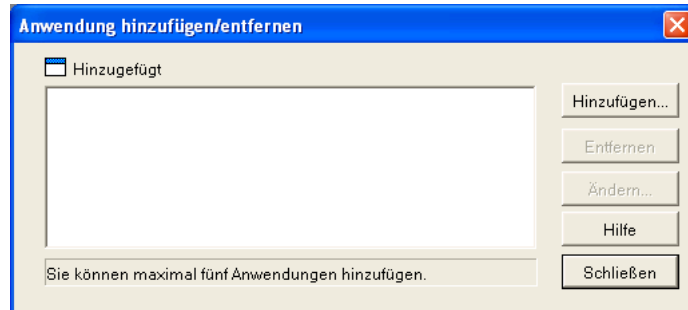 Anwendung hinzufügen/entfernen
Hinzugefügt
Hinzufügen...
Entfernen
Ändern...
Hilfe
Sie können maximal fünf Anwendungen hinzufügen.
Schließen